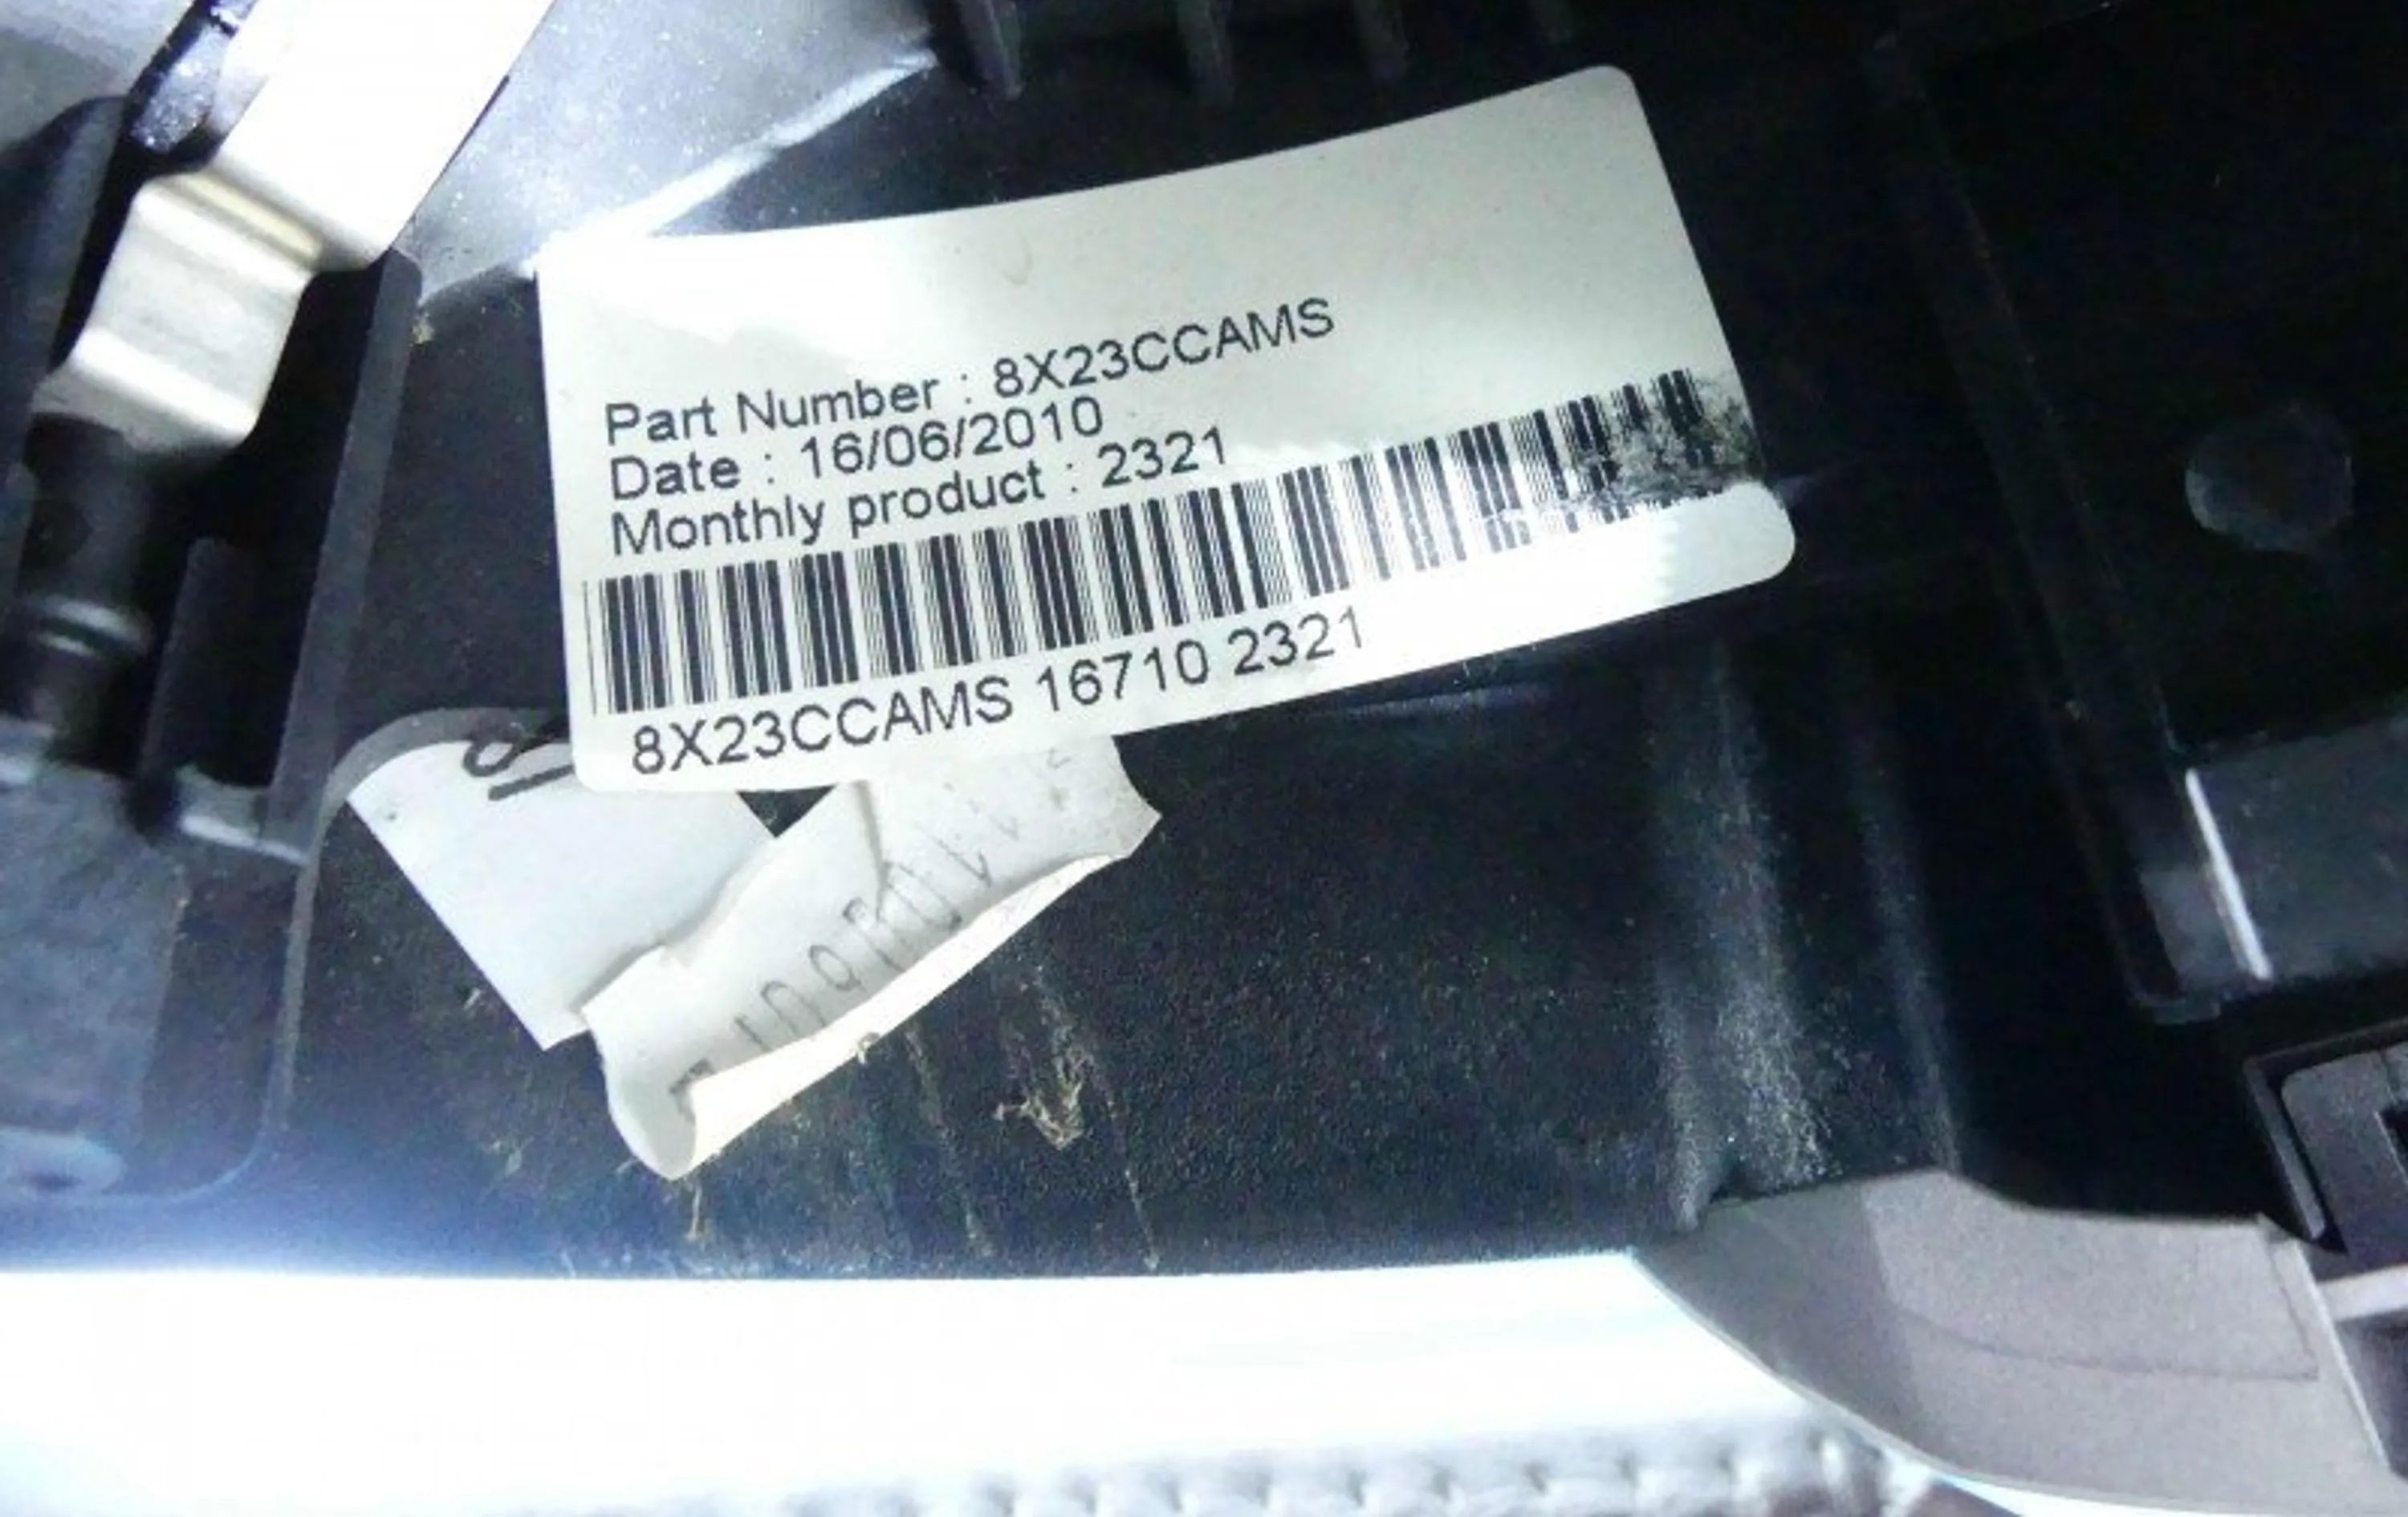 Part Number : 8X23CCAMS
Date : 16/06/2010
Monthly product : 2321
8X23CCAMS 16710 2321